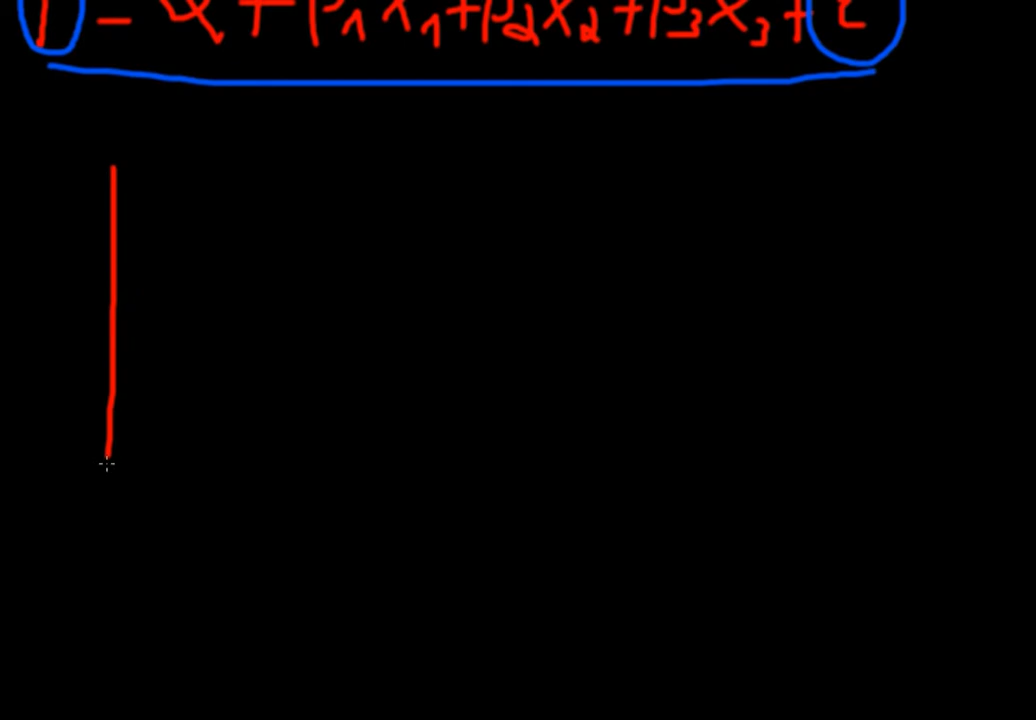 = α + β₁x₁+β₂x₂+β₃x₃+ε